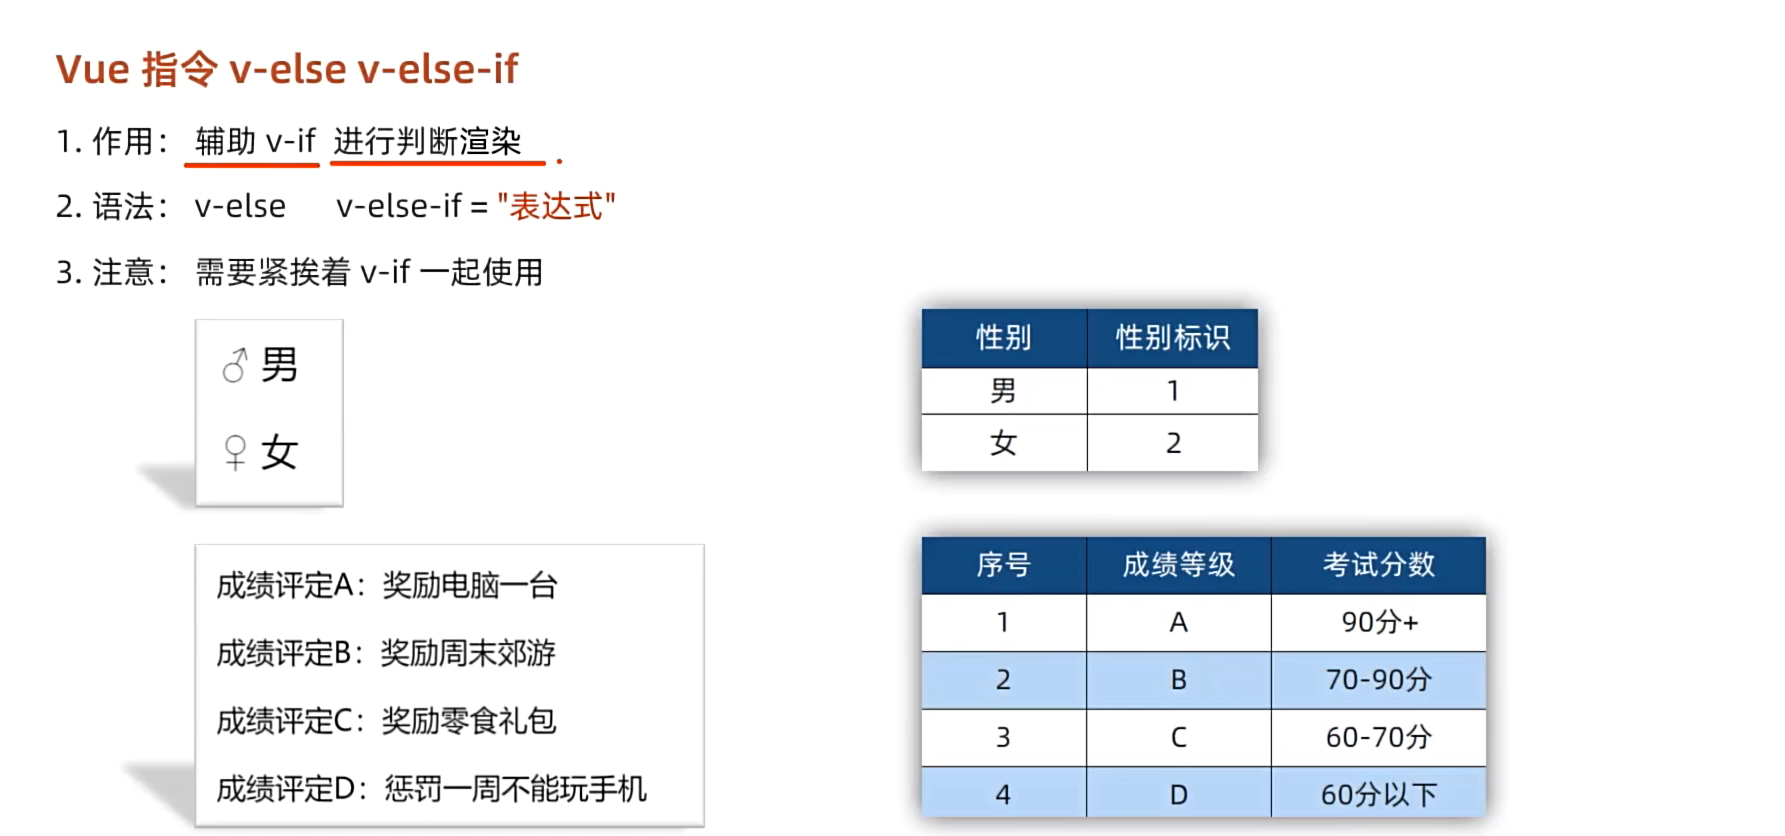 Vue 指令 v-else v-else-if
1. 作用： 辅助 v-if 进行判断渲染
2. 语法： v-else v-else-if = "表达式"
3. 注意： 需要紧挨着 v-if 一起使用
♂ 男
♀ 女
性别 性别标识
男 1
女 2
成绩评定A：奖励电脑一台
成绩评定B：奖励周末郊游
成绩评定C：奖励零食礼包
成绩评定D：惩罚一周不能玩手机
序号 成绩等级 考试分数
1 A 90分+
2 B 70-90分
3 C 60-70分
4 D 60分以下